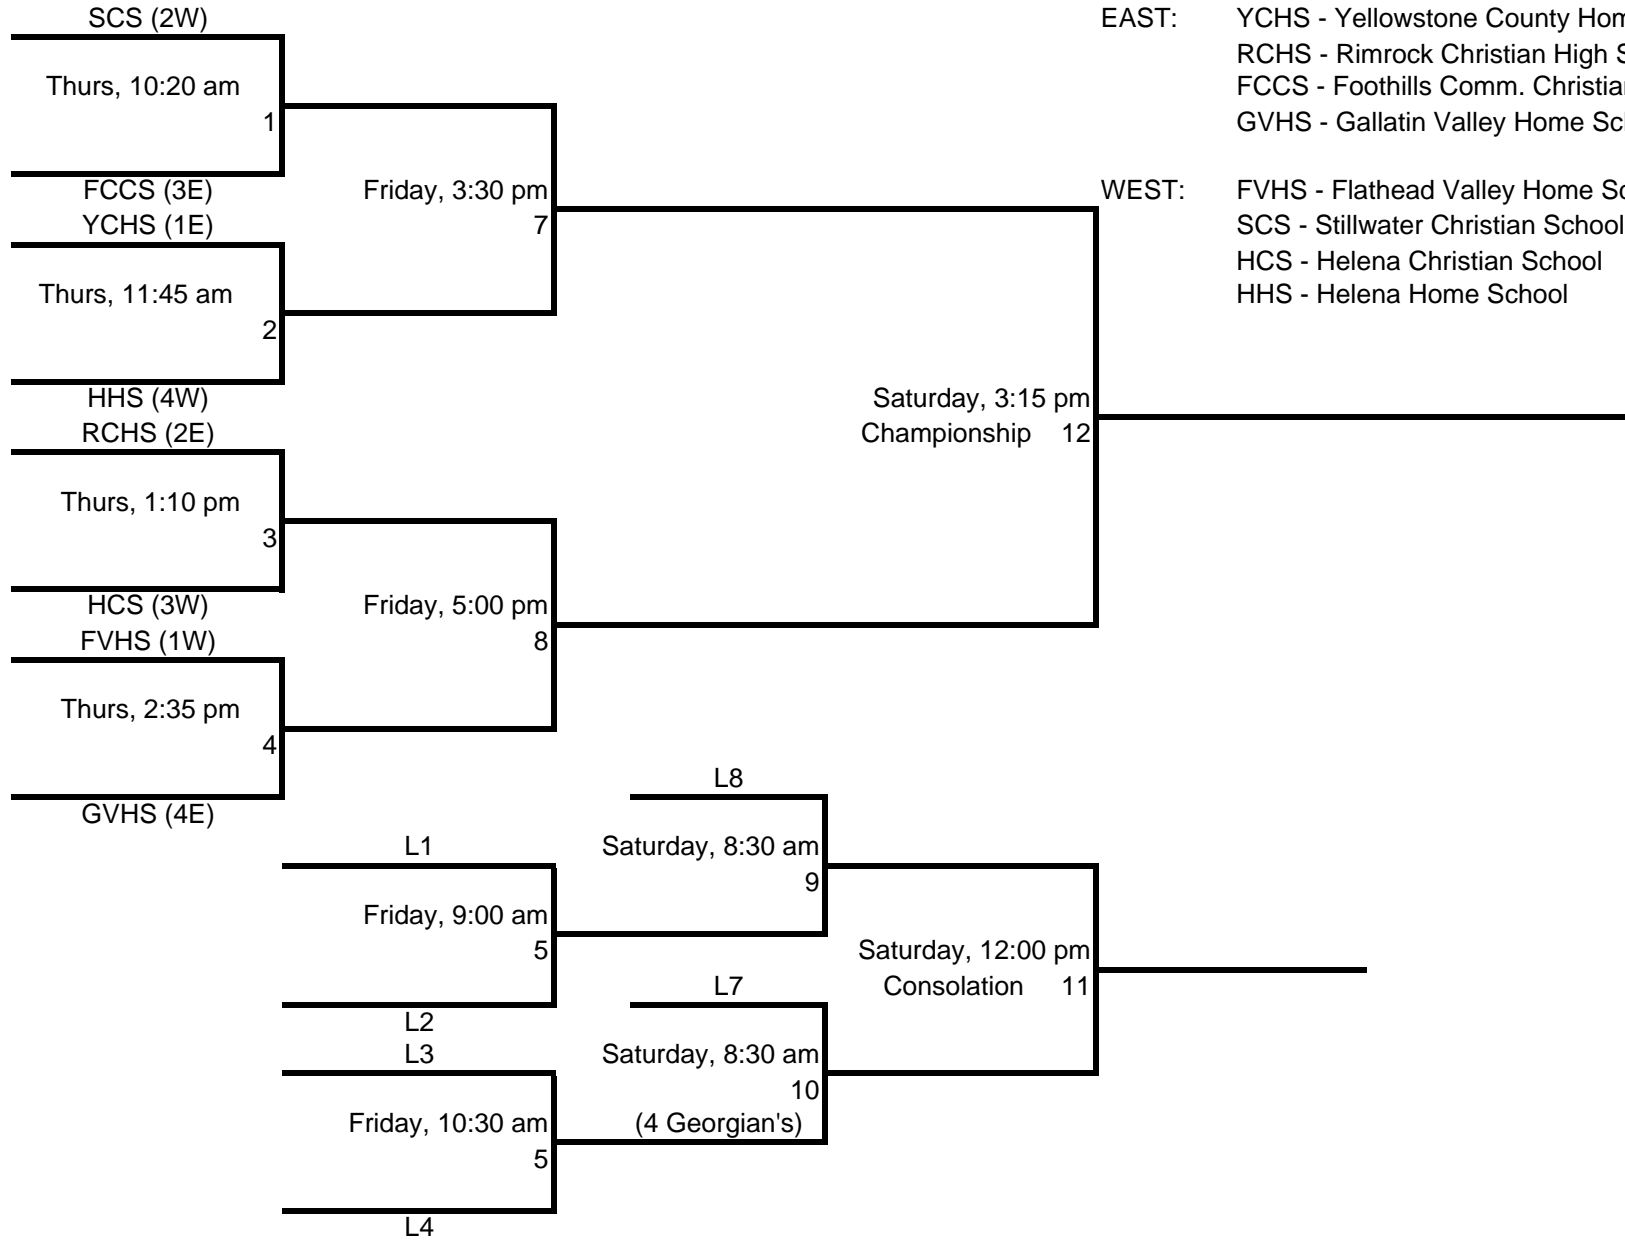 SCS (2W)
Thurs, 10:20 am
1
FCCS (3E)
YCHS (1E)
Thurs, 11:45 am
2
HHS (4W)
RCHS (2E)
Thurs, 1:10 pm
3
HCS (3W)
FVHS (1W)
Thurs, 2:35 pm
4
GVHS (4E)
Friday, 3:30 pm
7
Friday, 5:00 pm
8
Saturday, 3:15 pm
Championship 12
EAST: YCHS - Yellowstone County
RCHS - Rimrock Christian High
FCCS - Foothills Comm.
GVHS - Gallatin Valley Home
WEST: FVHS - Flathead Valley Home
SCS - Stillwater Christian School
HCS - Helena Christian School
HHS - Helena Home School
L1
Friday, 9:00 am
5
L2
L3
Friday, 10:30 am
5
L4
L8
Saturday, 8:30 am
9
L7
Saturday, 8:30 am
10
(4 Georgian's)
Saturday, 12:00 pm
Consolation 11